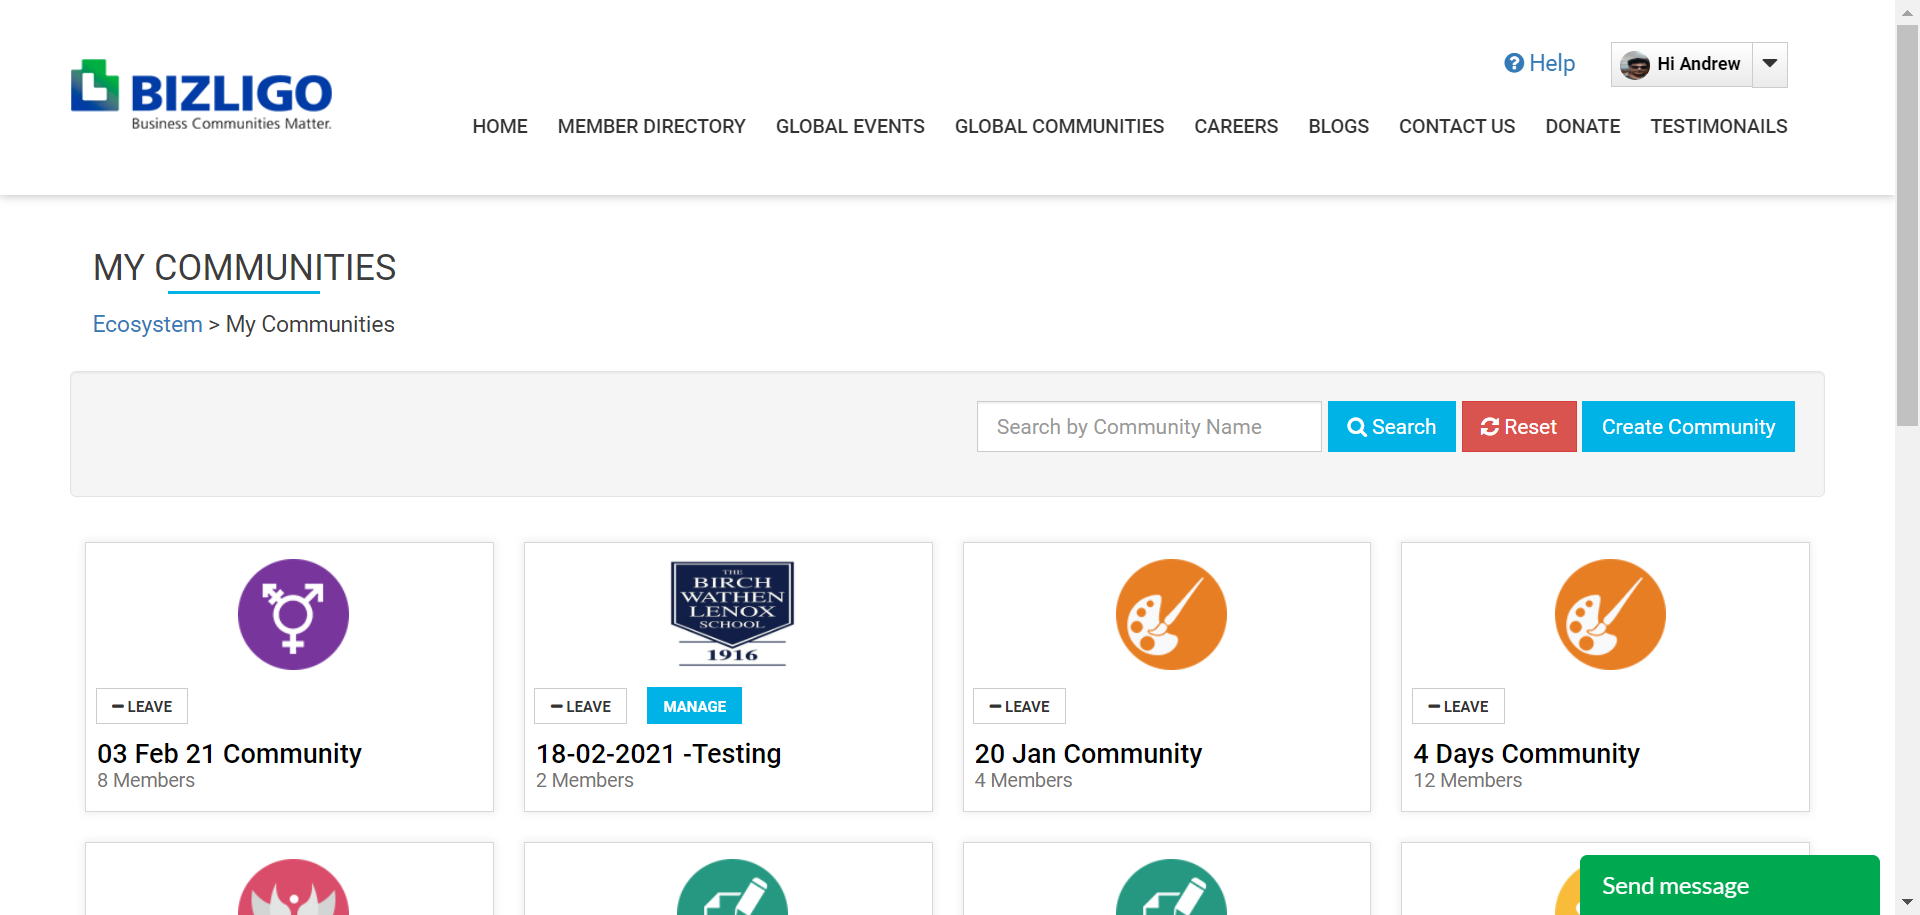 Help
Hi Andrew
BIZLIGO
Business Communities Matter.
HOME MEMBER DIRECTORY GLOBAL EVENTS GLOBAL COMMUNITIES CAREERS BLOGS CONTACT US DONATE TESTIMONAILS
MY COMMUNITIES
Ecosystem > My Communities
Search by Community Name Search Reset Create Community
THE
BIRCH
WATHEN
LENOX
SCHOOL
1916
LEAVE LEAVE MANAGE LEAVE LEAVE
03 Feb 21 Community 18-02-2021 -Testing 20 Jan Community 4 Days Community
8 Members 2 Members 4 Members 12 Members
Send message